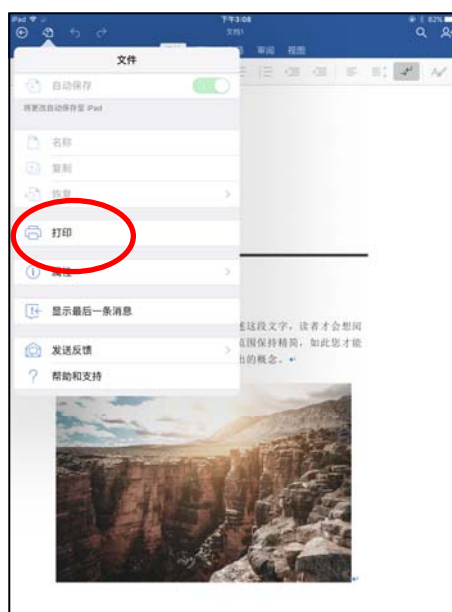 iPad 下午3:08 82%
文档1
审阅 视图
文件
自动保存
将更改自动保存至 iPad
名称
复制
恢复
打印
属性
显示最后一条消息
发送反馈
帮助和支持
述这段文字，读者才会想阅
范围保持精简，如此您才能
出的概念。